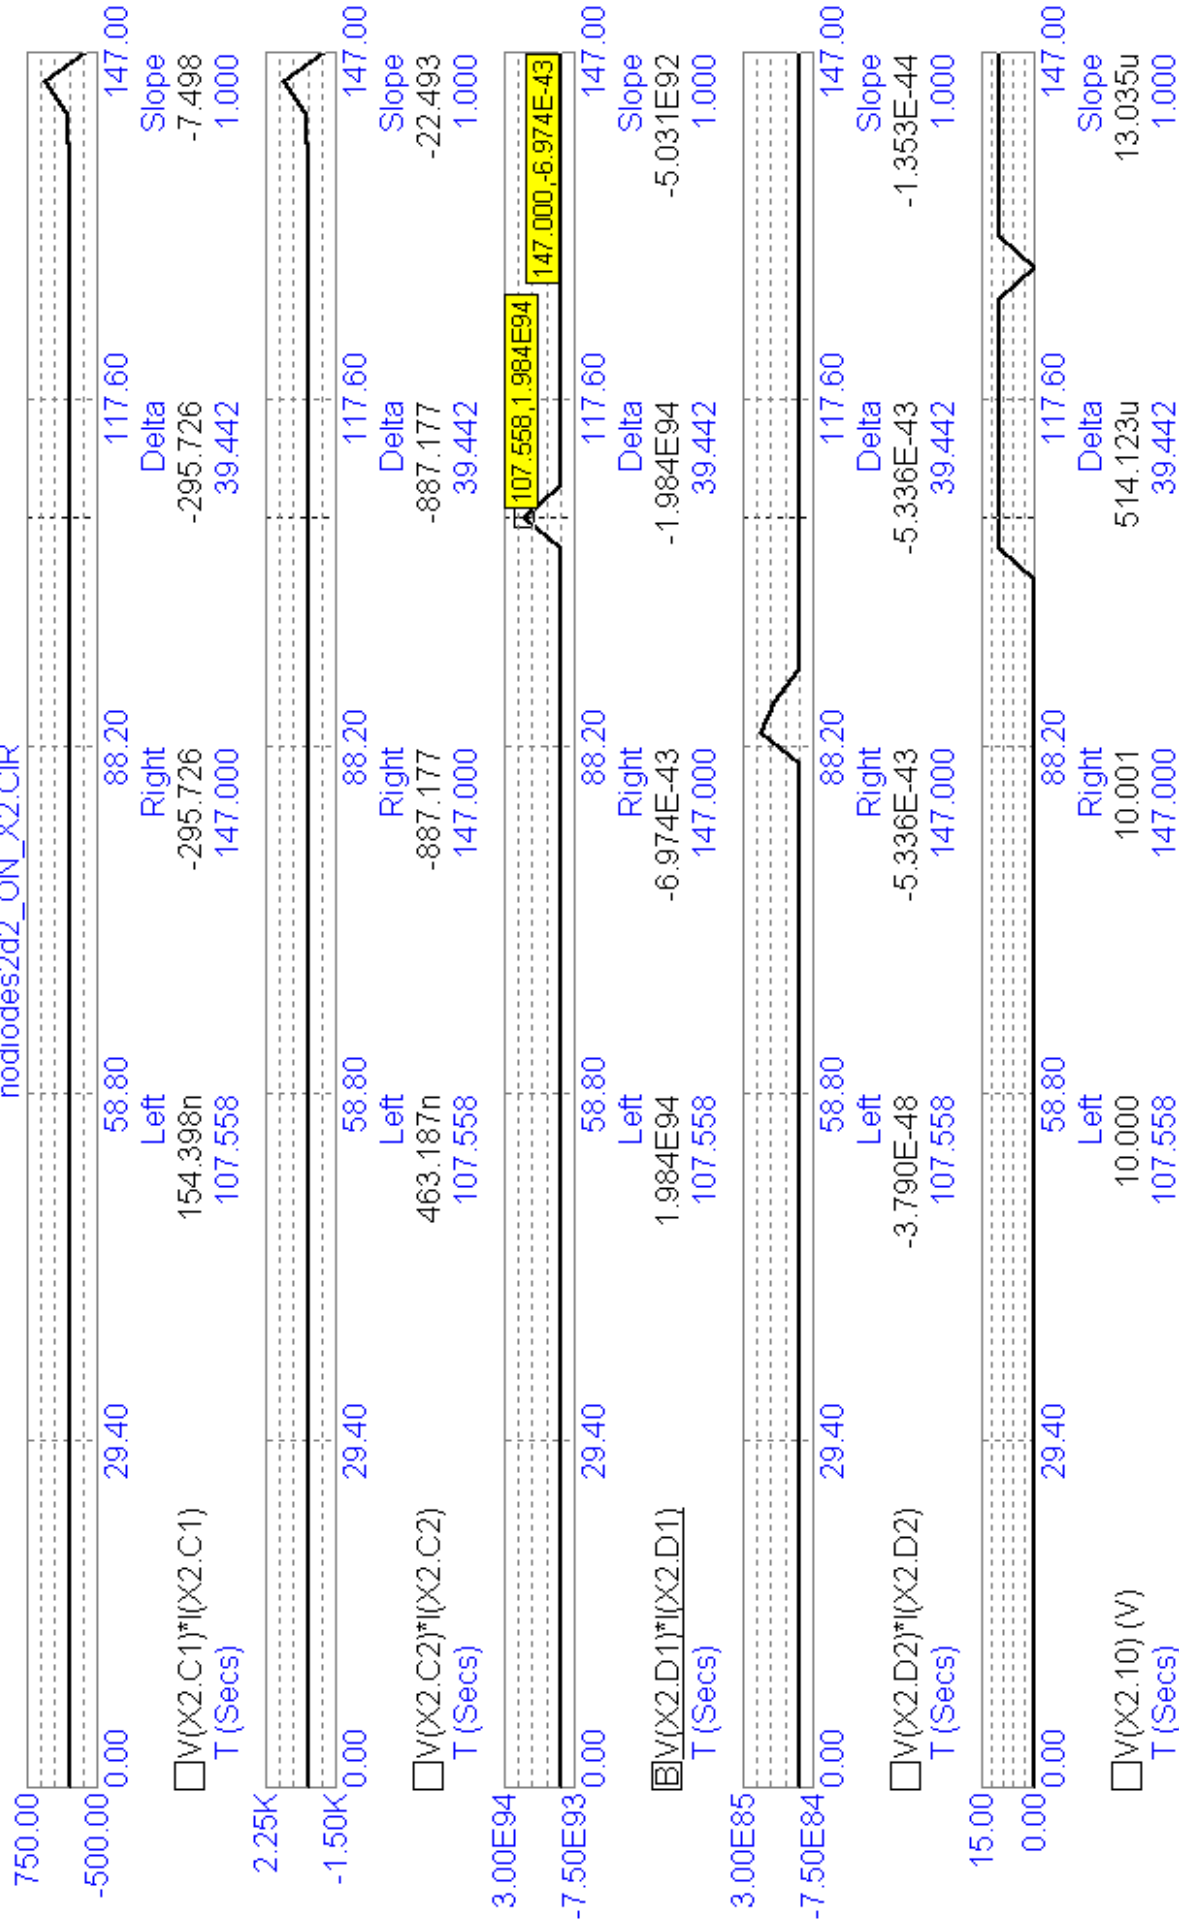 nodiodes2d2_ON_X2.CIR
750.00
-500.00
0.00 29.40 58.80 88.20 117.60 147.00
Left Right Delta Slope
V(X2.C1)*I(X2.C1) 154.398n -295.726 -295.726 -7.498
T (Secs) 107.558 147.000 39.442 1.000
2.25K
-1.50K
0.00 29.40 58.80 88.20 117.60 147.00
Left Right Delta Slope
V(X2.C2)*I(X2.C2) 463.187n -887.177 -887.177 -22.493
T (Secs) 107.558 147.000 39.442 1.000
3.00E94
107.558,1.984E94
147.000,-6.974E-43
-7.50E93
0.00 29.40 58.80 88.20 117.60 147.00
Left Right Delta Slope
B V(X2.D1)*I(X2.D1) 1.984E94 -6.974E-43 -1.984E94 -5.031E92
T (Secs) 107.558 147.000 39.442 1.000
3.00E85
-7.50E84
0.00 29.40 58.80 88.20 117.60 147.00
Left Right Delta Slope
V(X2.D2)*I(X2.D2) -3.790E-48 -5.336E-43 -5.336E-43 -1.353E-44
T (Secs) 107.558 147.000 39.442 1.000
15.00
0.00
0.00 29.40 58.80 88.20 117.60 147.00
Left Right Delta Slope
V(X2.10) (V) 10.000 10.001 514.123u 13.035u
T (Secs) 107.558 147.000 39.442 1.000